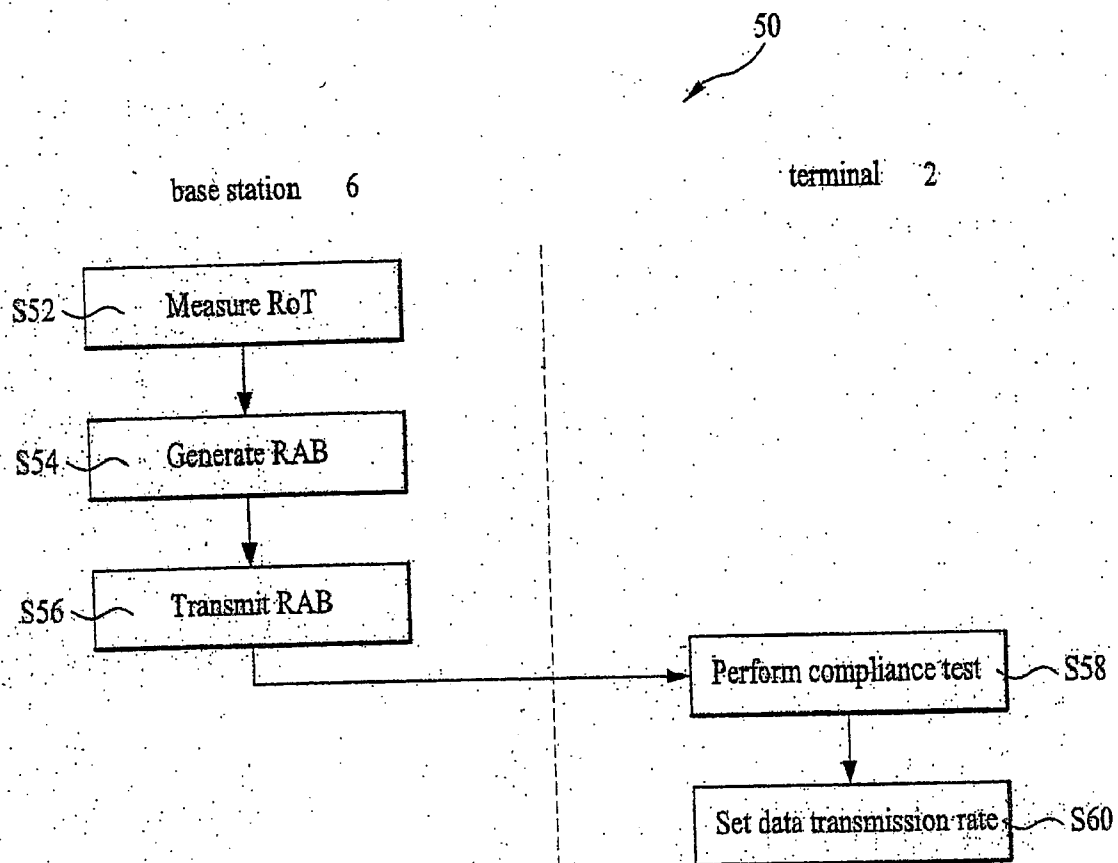 50
base station 6
terminal 2
S52
Measure RoT
S54
Generate RAB
S56
Transmit RAB
Perform compliance test
S58
Set data transmission rate
S60